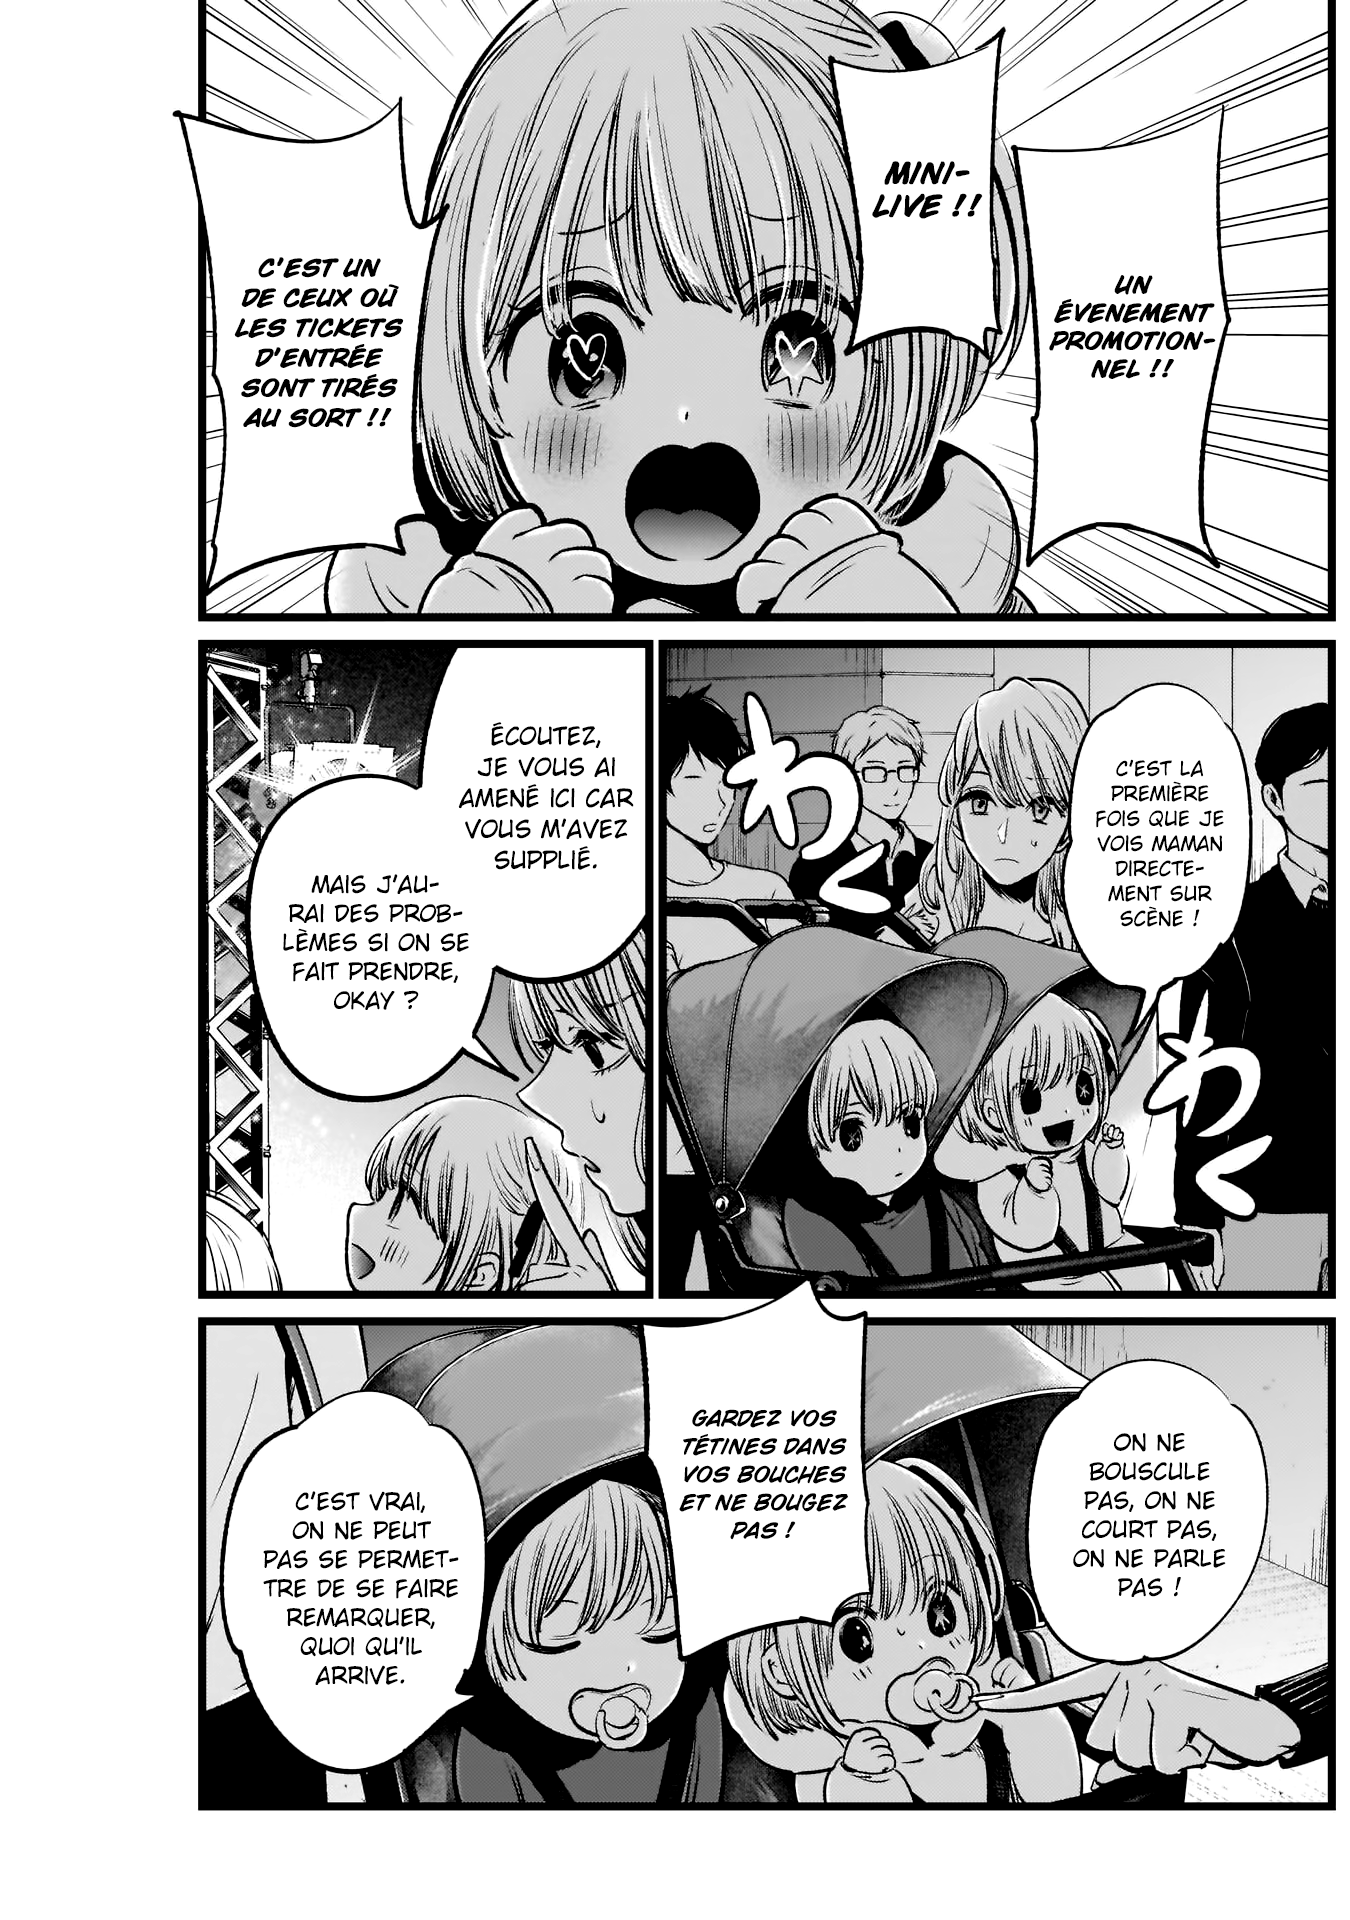 UN
ÉVENEMENT
PROMOTION-
NEL !!
MINI-
LIVE !!
C'EST UN
DE CEUX OÙ
LES TICKETS
D'ENTRÉE
SONT TIRÉS
AU SORT !!
C'EST LA
PREMIÈRE
FOIS QUE JE
VOIS MAMAN
DIRECTE-
MENT SUR
SCÈNE !
わく
わく
ÉCOUTEZ,
JE VOUS AI
AMENÉ ICI CAR
VOUS M'AVEZ
SUPPLIÉ.
MAIS J'AU-
RAI DES PROB-
LÈMES SI ON SE
FAIT PRENDRE,
OKAY ?
ON NE
BOUSCULE
PAS, ON NE
COURT PAS,
ON NE PARLE
PAS !
GARDEZ VOS
TÉTINES DANS
VOS BOUCHES
ET NE BOUGEZ
PAS !
C'EST VRAI,
ON NE PEUT
PAS SE PERMET-
TRE DE SE FAIRE
REMARQUER,
QUOI QU'IL
ARRIVE.